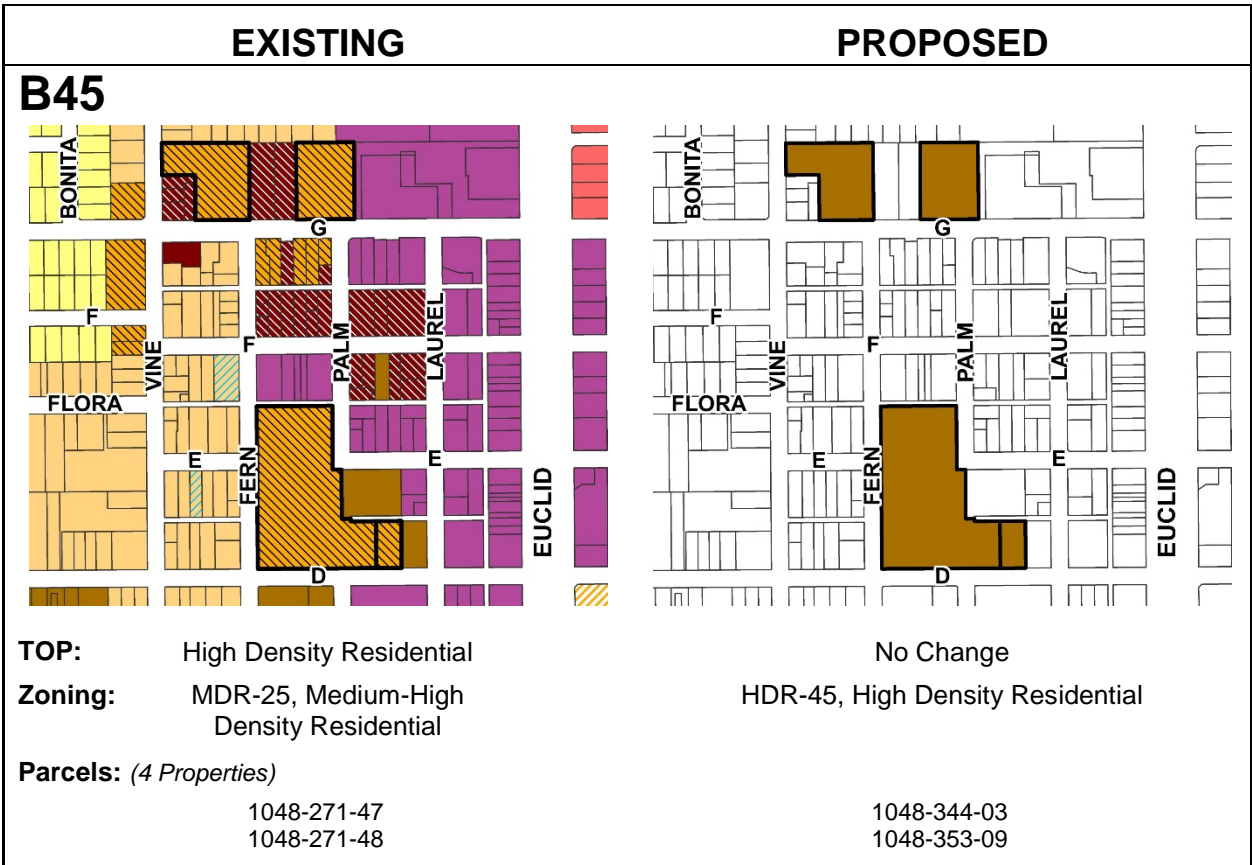 EXISTING
PROPOSED
B45
BONITA
G
F
VINE
F
PALM
LAUREL
FLORA
E
FERN
E
EUCLID
D
BONITA
G
F
VINE
F
PALM
LAUREL
FLORA
E
FERN
E
EUCLID
D
TOP: High Density Residential
No Change
Zoning: MDR-25, Medium-High
Density Residential
HDR-45, High Density Residential
Parcels: (4 Properties)
1048-271-47
1048-271-48
1048-344-03
1048-353-09